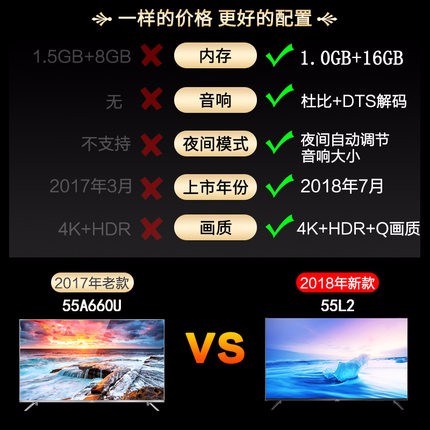 一样的价格 更好的配置
1.5GB+8GB 内存 1.0GB+16GB
无 音响 杜比+DTS解码
不支持 夜间模式 夜间自动调节
音响大小
2017年3月 上市年份 2018年7月
4K+HDR 画质 4K+HDR+Q画质
2017年老款 2018年新款
55A660U 55L2
VS